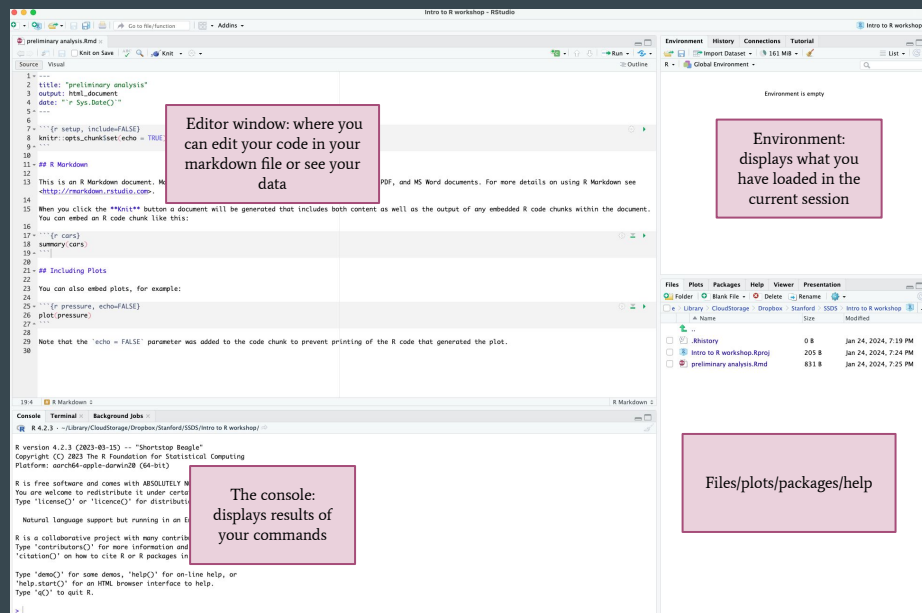 Intro to R workshop - RStudio
Go to file/function
Addins
Intro to R workshop
preliminary analysis.Rmd
Knit on Save
Knit
Run
Source Visual
Outline
1 ---
2 title: "preliminary analysis"
3 output: html_document
4 date: "`r Sys.Date()`"
5 ---
6
7 ```{r setup, include=FALSE}
8 knitr::opts_chunk$set(echo = TRUE)
9 ```
10
11 ## R Markdown
12
13 This is an R Markdown document. PDF, and MS Word documents. For more details on using R Markdown see
<http://rmarkdown.rstudio.com>.
14
15 When you click the **Knit** button a document will be generated that includes both content as well as the output of any embedded R code chunks within the document.
You can embed an R code chunk like this:
16
17 ```{r cars}
18 summary(cars)
19 ```
20
21 ## Including Plots
22
23 You can also embed plots, for example:
24
25 ```{r pressure, echo=FALSE}
26 plot(pressure)
27 ```
28
29 Note that the `echo = FALSE` parameter was added to the code chunk to prevent printing of the R code that generated the plot.
30
Editor window: where you
can edit your code in your
markdown file or see your
data
19:4 R Markdown
R Markdown
Console Terminal Background Jobs
R 4.2.3 · ~/Library/CloudStorage/Dropbox/Stanford/SSDS/Intro to R workshop/
R version 4.2.3 (2023-03-15) -- "Shortstop Beagle"
Copyright (C) 2023 The R Foundation for Statistical Computing
Platform: aarch64-apple-darwin20 (64-bit)
R is free software and comes with ABSOLUTELY
You are welcome to redistribute it under
Type 'license()' or 'licence()' for
Natural language support but running in an
R is a collaborative project with many
Type 'contributors()' for more information and
'citation()' on how to cite R or R packages in
Type 'demo()' for some demos, 'help()' for on-line help, or
'help.start()' for an HTML browser interface to help.
Type 'q()' to quit R.
>
The console:
displays results of
your commands
Environment History Connections Tutorial
Import Dataset 161 MiB List
R Global Environment
Environment is empty
Environment:
displays what you
have loaded in the
current session
Files Plots Packages Help Viewer Presentation
Folder Blank File Delete Rename
Library CloudStorage Dropbox Stanford SSDS Intro to R workshop
Name Size Modified
..
.Rhistory 0 B Jan 24, 2024, 7:19 PM
Intro to R workshop.Rproj 205 B Jan 24, 2024, 7:24 PM
preliminary analysis.Rmd 831 B Jan 24, 2024, 7:25 PM
Files/plots/packages/help